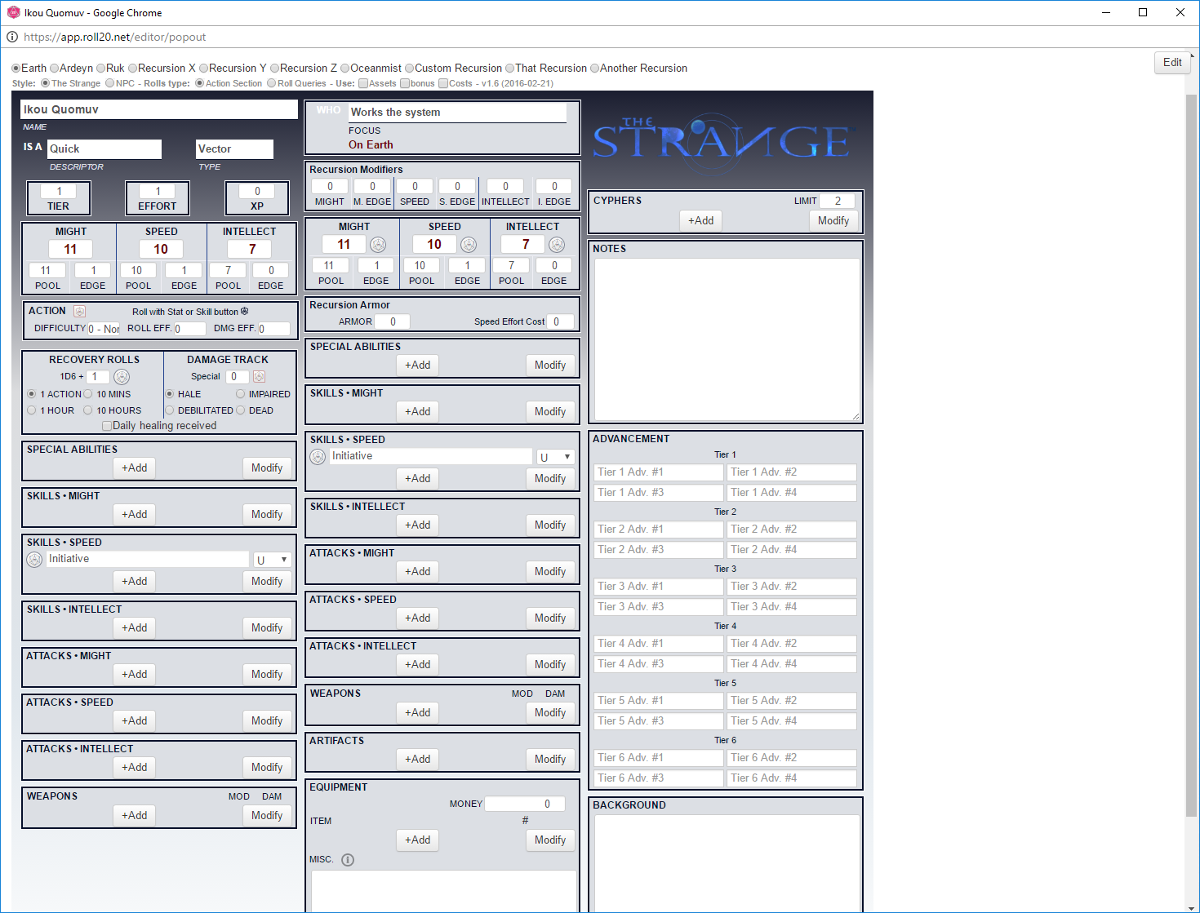 Ikou Quomuv - Google Chrome
https://app.roll20.net/editor/popout
Edit
Earth Ardeyn Ruk Recursion X Recursion Y Recursion Z Oceanmist Custom Recursion That Recursion Another Recursion
Style: The Strange NPC - Rolls type: Action Section Roll Queries - Use: Assets bonus Costs - v1.6 (2016-02-21)
Ikou Quomuv
NAME
IS A Quick Vector
DESCRIPTOR TYPE
1 1 0
TIER EFFORT XP
MIGHT SPEED INTELLECT
11 10 7
11 1 10 1 7 0
POOL EDGE POOL EDGE POOL EDGE
ACTION Roll with Stat or Skill button
DIFFICULTY 0 - Nor ROLL EFF. 0 DMG EFF. 0
RECOVERY ROLLS
1D6 + 1
1 ACTION 10 MINS
1 HOUR 10 HOURS
DAMAGE TRACK
Special 0
HALE IMPAIRED
DEBILITATED DEAD
Daily healing received
SPECIAL ABILITIES
+Add Modify
SKILLS • MIGHT
+Add Modify
SKILLS • SPEED
Initiative U
+Add Modify
SKILLS • INTELLECT
+Add Modify
ATTACKS • MIGHT
+Add Modify
ATTACKS • SPEED
+Add Modify
ATTACKS • INTELLECT
+Add Modify
WEAPONS MOD DAM
+Add Modify
WHO Works the system
FOCUS
On Earth
Recursion Modifiers
0 0 0 0 0 0
MIGHT M. EDGE SPEED S. EDGE INTELLECT I. EDGE
MIGHT SPEED INTELLECT
11 10 7
11 1 10 1 7 0
POOL EDGE POOL EDGE POOL EDGE
Recursion Armor
ARMOR 0 Speed Effort Cost 0
SPECIAL ABILITIES
+Add Modify
SKILLS • MIGHT
+Add Modify
SKILLS • SPEED
Initiative U
+Add Modify
SKILLS • INTELLECT
+Add Modify
ATTACKS • MIGHT
+Add Modify
ATTACKS • SPEED
+Add Modify
ATTACKS • INTELLECT
+Add Modify
WEAPONS MOD DAM
+Add Modify
ARTIFACTS
+Add Modify
EQUIPMENT
MONEY 0
ITEM #
+Add Modify
MISC.
THE
STRANGE
CYPHERS LIMIT 2
+Add Modify
NOTES
ADVANCEMENT
Tier 1
Tier 1 Adv. #1 Tier 1 Adv. #2
Tier 1 Adv. #3 Tier 1 Adv. #4
Tier 2
Tier 2 Adv. #1 Tier 2 Adv. #2
Tier 2 Adv. #3 Tier 2 Adv. #4
Tier 3
Tier 3 Adv. #1 Tier 3 Adv. #2
Tier 3 Adv. #3 Tier 3 Adv. #4
Tier 4
Tier 4 Adv. #1 Tier 4 Adv. #2
Tier 4 Adv. #3 Tier 4 Adv. #4
Tier 5
Tier 5 Adv. #1 Tier 5 Adv. #2
Tier 5 Adv. #3 Tier 5 Adv. #4
Tier 6
Tier 6 Adv. #1 Tier 6 Adv. #2
Tier 6 Adv. #3 Tier 6 Adv. #4
BACKGROUND